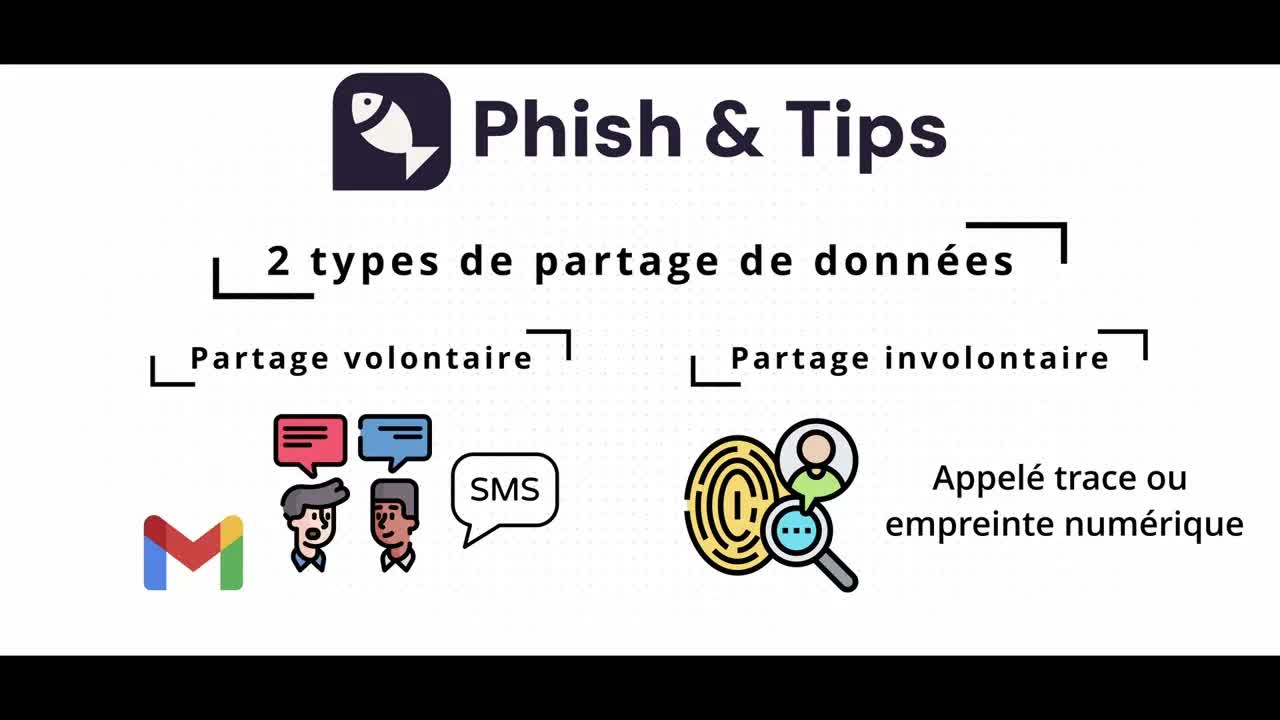 Phish & Tips
2 types de partage de données
Partage volontaire
Partage involontaire
SMS
Appelé trace ou
empreinte numérique